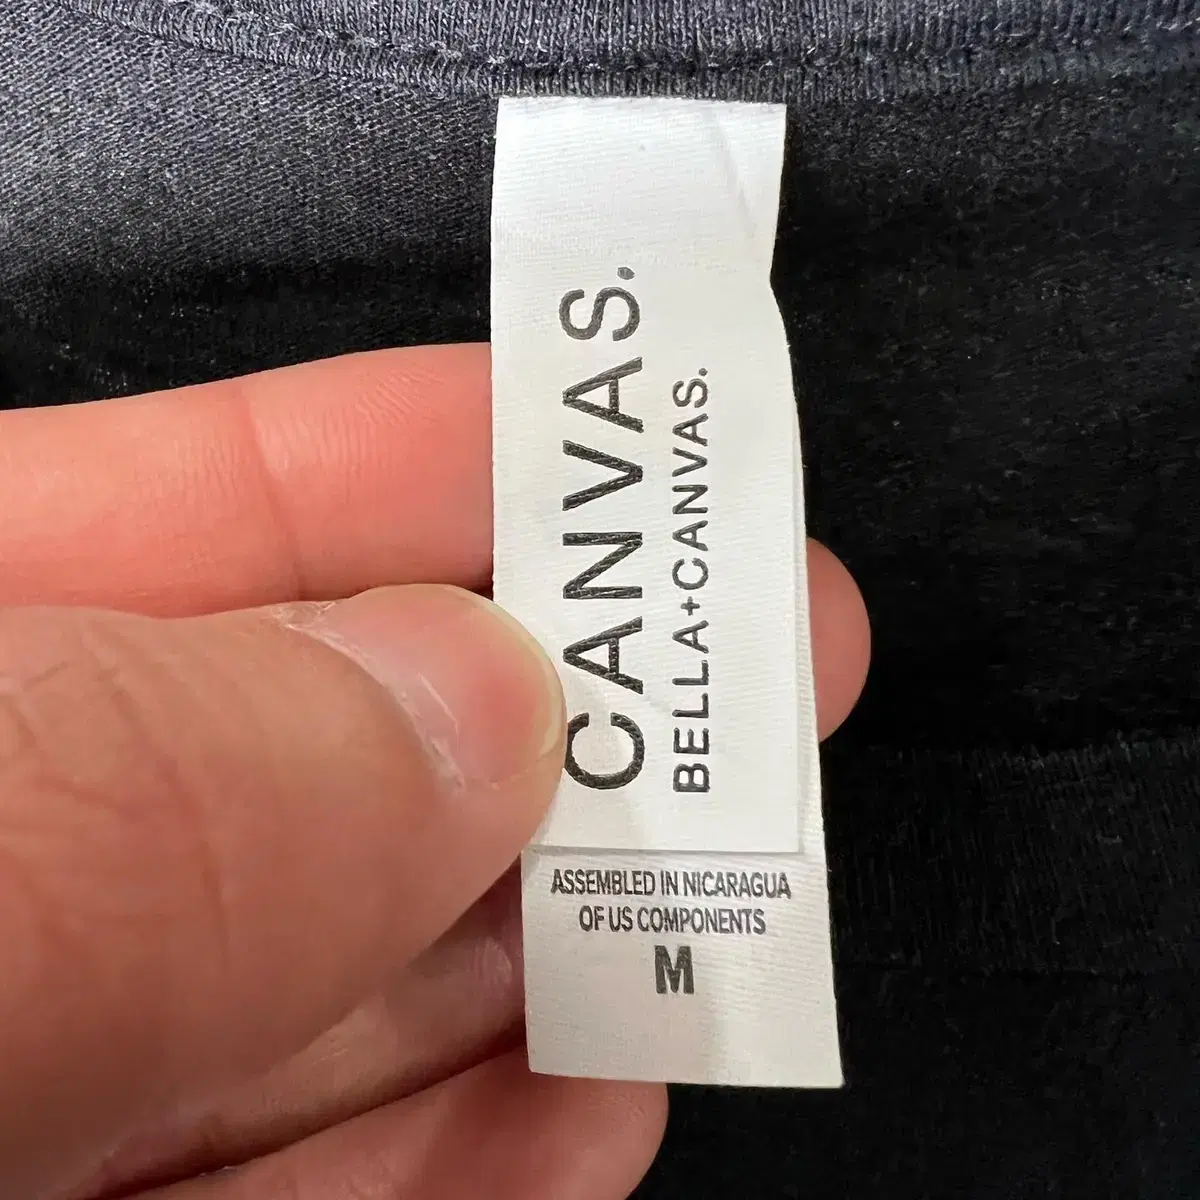 CANVAS.
BELLA+CANVAS.
ASSEMBLED IN NICARAGUA
OF US COMPONENTS
M